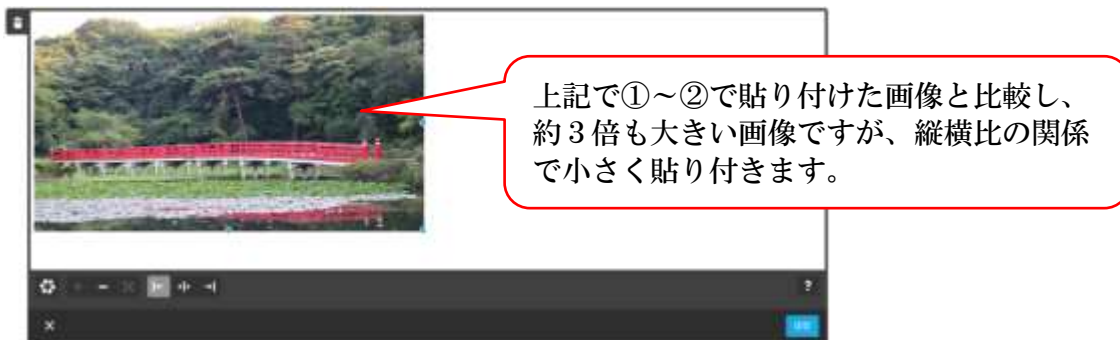 上記で①～②で貼り付けた画像と比較し、
約３倍も大きい画像ですが、縦横比の関係
で小さく貼り付きます。
?